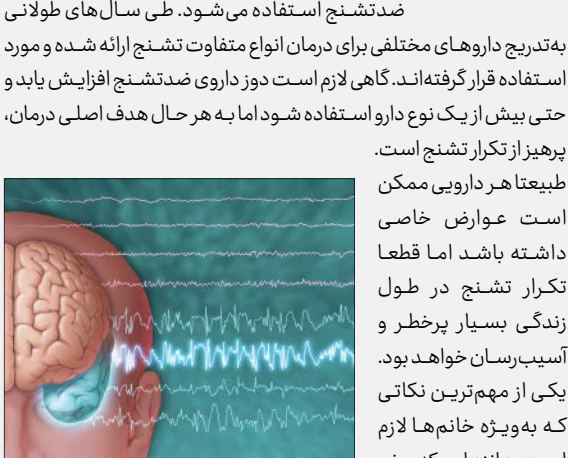 ضدتشنج استفاده می‌شود. طی سال‌های طولانی
به‌تدریج داروهای مختلفی برای درمان انواع متفاوت تشنج ارائه شده و مورد
استفاده قرار گرفته‌اند. گاهی لازم است دوز داروی ضدتشنج افزایش یابد و
حتی بیش از یک نوع دارو استفاده شود اما به هر حال هدف اصلی درمان،
پرهیز از تکرار تشنج است.
طبیعتا هر دارویی ممکن
است عوارض خاصی
داشته باشد اما قطعا
تکرار تشنج در طول
زندگی بسیار پرخطر و
آسیب‌رسان خواهد بود.
یکی از مهم‌ترین نکاتی
که به‌ویژه خانم‌ها لازم